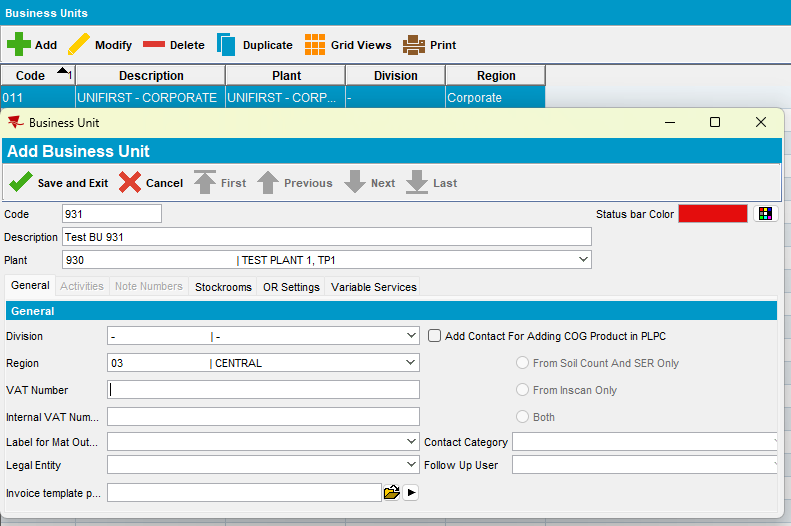 Business Units
Add Modify Delete Duplicate Grid Views Print
Code 1 Description Plant Division Region
011 UNIFIRST - CORPORATE UNIFIRST - CORP... - Corporate
Business Unit
Add Business Unit
Save and Exit Cancel First Previous Next Last
Code 931 Status bar Color
Description Test BU 931
Plant 930 | TEST PLANT 1, TP1
General Activities Note Numbers Stockrooms OR Settings Variable Services
General
Division - | - Add Contact For Adding COG Product in PLPC
Region 03 | CENTRAL From Soil Count And SER Only
VAT Number From Inscan Only
Internal VAT Num... Both
Label for Mat Out... Contact Category
Legal Entity Follow Up User
Invoice template p...